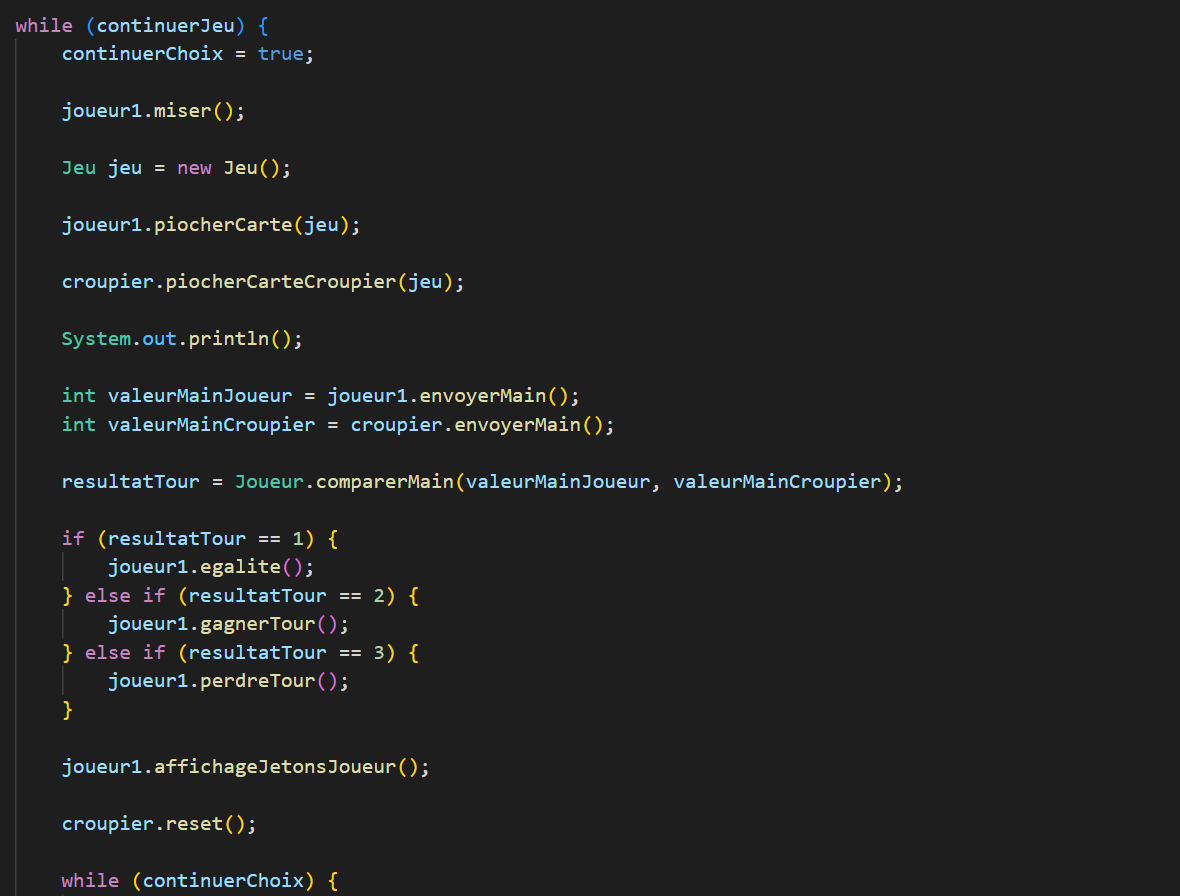 while (continuerJeu) {
continuerChoix = true;
joueur1.miser();
Jeu jeu = new Jeu();
joueur1.piocherCarte(jeu);
croupier.piocherCarteCroupier(jeu);
System.out.println();
int valeurMainJoueur = joueur1.envoyerMain();
int valeurMainCroupier = croupier.envoyerMain();
resultatTour = Joueur.comparerMain(valeurMainJoueur, valeurMainCroupier);
if (resultatTour == 1) {
joueur1.egalite();
} else if (resultatTour == 2) {
joueur1.gagnerTour();
} else if (resultatTour == 3) {
joueur1.perdreTour();
}
joueur1.affichageJetonsJoueur();
croupier.reset();
while (continuerChoix) {